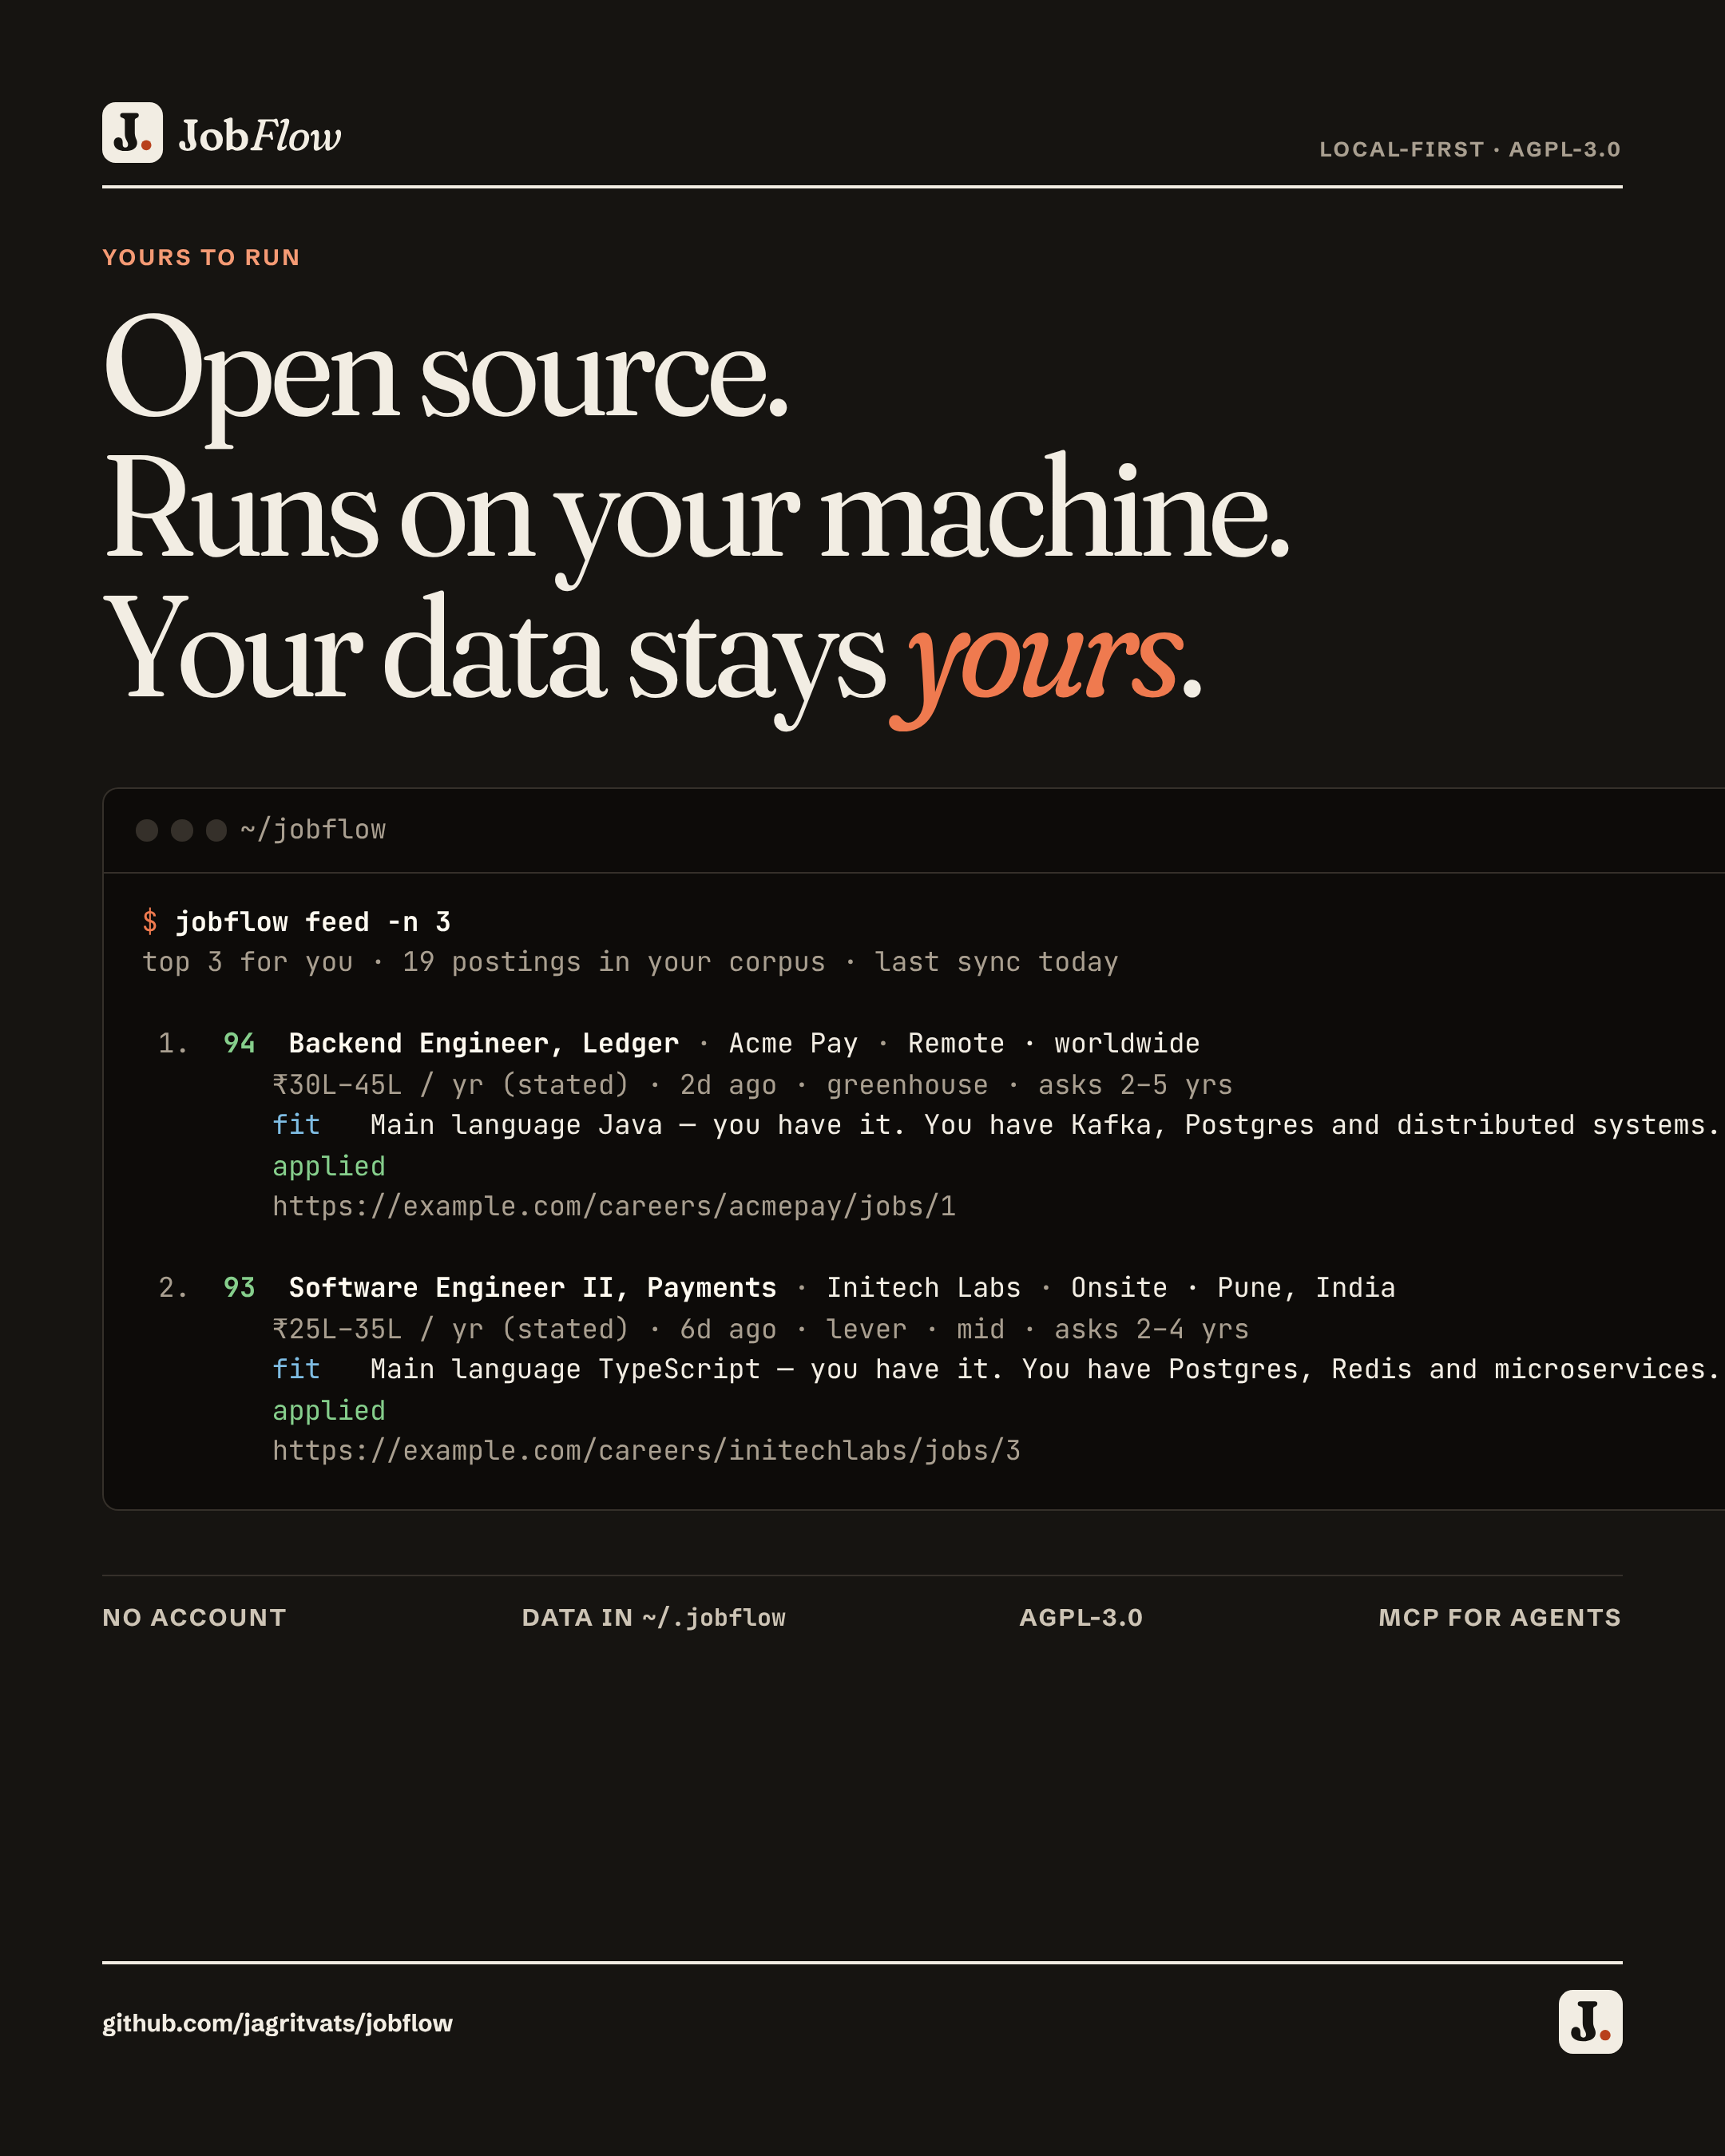 J. JobFlow
LOCAL-FIRST · AGPL-3.0
YOURS TO RUN
Open source.
Runs on your machine.
Your data stays yours.
~/jobflow
$ jobflow feed -n 3
top 3 for you · 19 postings in your corpus · last sync today
1. 94 Backend Engineer, Ledger · Acme Pay · Remote · worldwide
₹30L–45L / yr (stated) · 2d ago · greenhouse · asks 2–5 yrs
fit Main language Java — you have it. You have Kafka, Postgres and distributed systems.
applied
https://example.com/careers/acmepay/jobs/1
2. 93 Software Engineer II, Payments · Initech Labs · Onsite · Pune, India
₹25L–35L / yr (stated) · 6d ago · lever · mid · asks 2–4 yrs
fit Main language TypeScript — you have it. You have Postgres, Redis and microservices.
applied
https://example.com/careers/initechlabs/jobs/3
NO ACCOUNT DATA IN ~/.jobflow AGPL-3.0 MCP FOR AGENTS
github.com/jagritvats/jobflow
J.